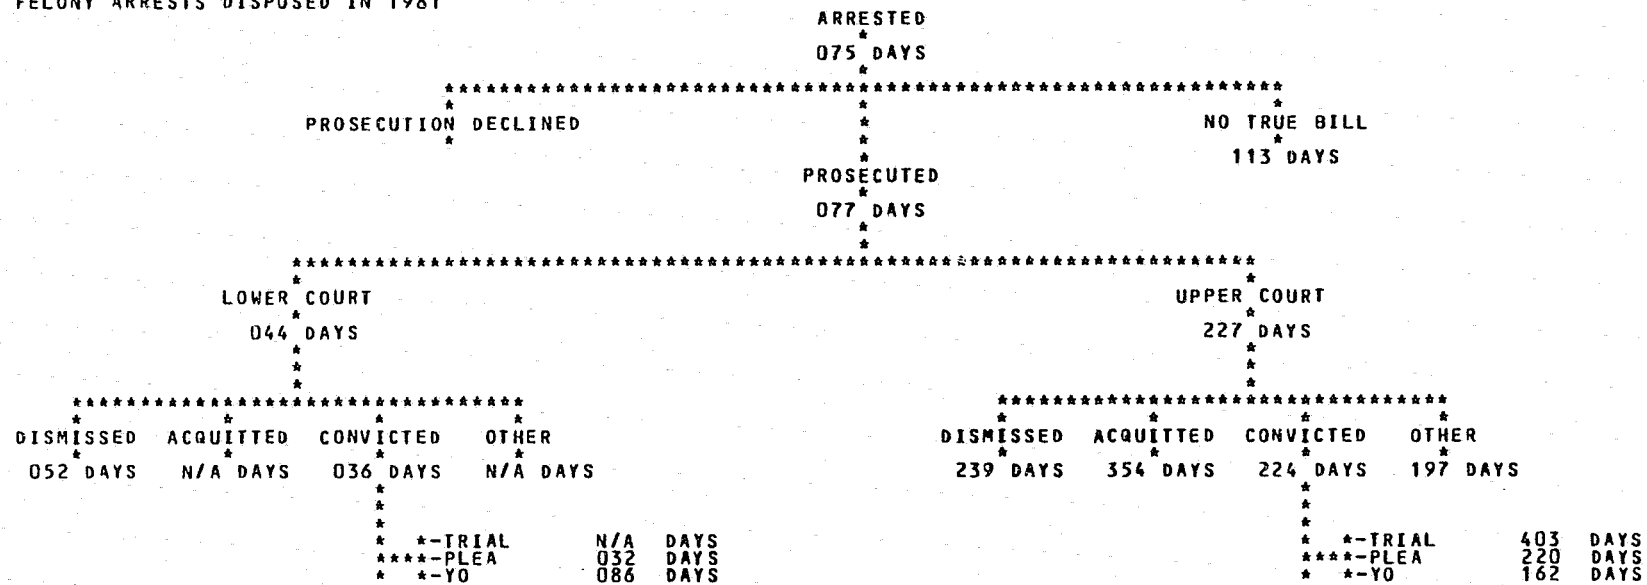 FELONY ARRESTS DISPOSED IN 1981
ARRESTED
075 DAYS
PROSECUTION DECLINED
NO TRUE BILL
113 DAYS
PROSECUTED
077 DAYS
LOWER COURT
UPPER COURT
044 DAYS
227 DAYS
DISMISSED ACQUITTED CONVICTED OTHER
DISMISSED ACQUITTED CONVICTED OTHER
052 DAYS N/A DAYS 036 DAYS N/A DAYS
239 DAYS 354 DAYS 224 DAYS 197 DAYS
* *-TRIAL N/A DAYS
****-PLEA 032 DAYS
* *-YO 086 DAYS
* *-TRIAL 403 DAYS
****-PLEA 220 DAYS
* *-YO 162 DAYS